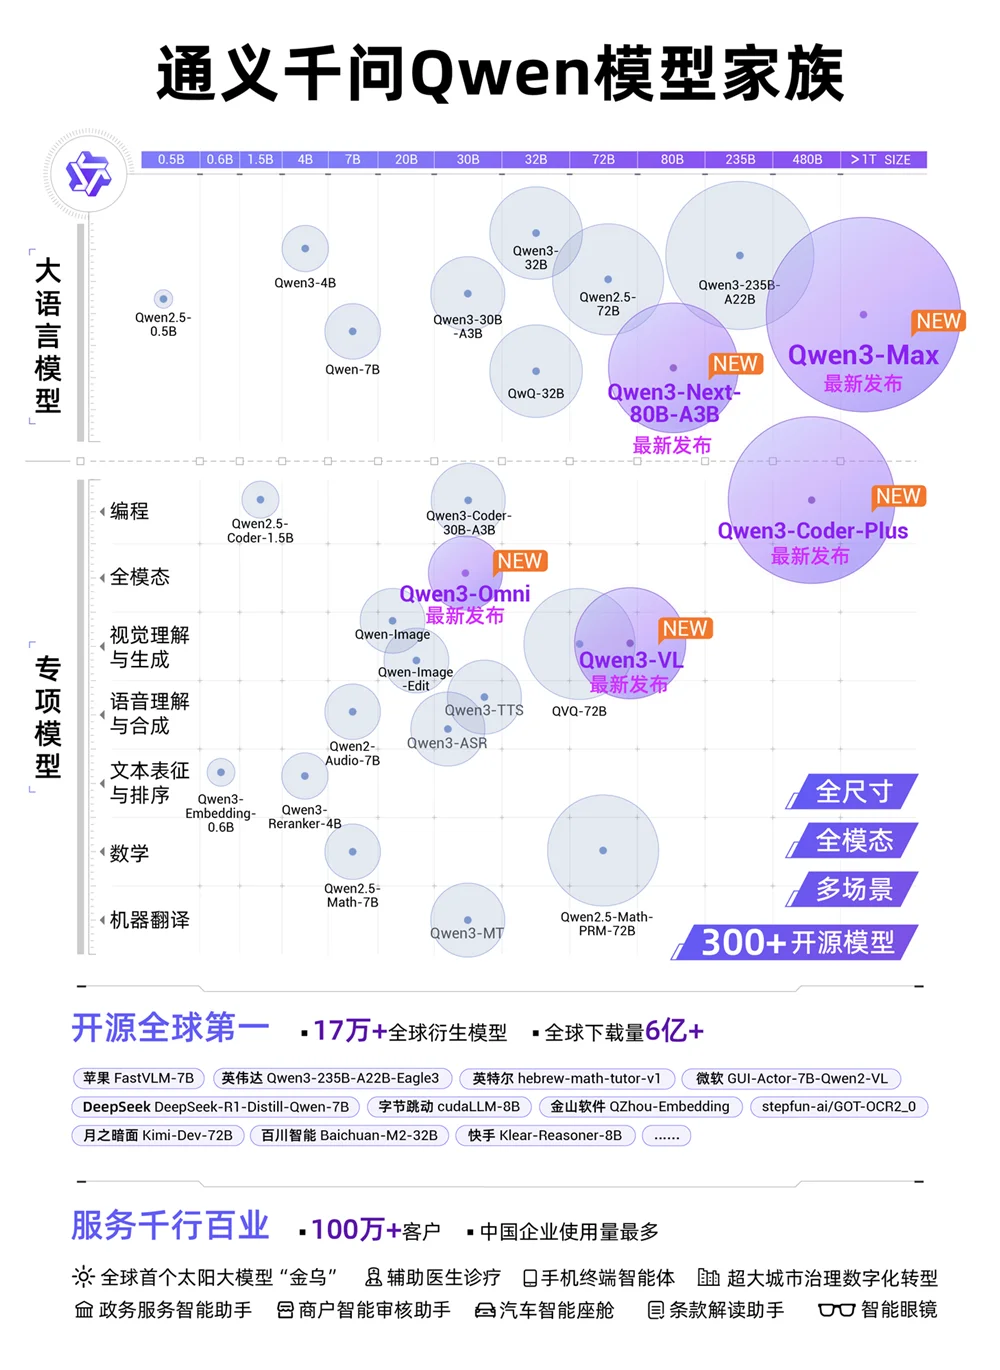 通义千问Qwen模型家族
0.5B 0.6B 1.5B 4B 7B 20B 30B 32B 72B 80B 235B 480B >1T SIZE
大语言模型
Qwen2.5-
0.5B
Qwen3-4B
Qwen-7B
Qwen3-30B
-A3B
Qwen3-
32B
QwQ-32B
Qwen2.5-
72B
NEW
Qwen3-Next-
80B-A3B
最新发布
Qwen3-235B-
A22B
NEW
Qwen3-Max
最新发布
专项模型
编程
Qwen2.5-
Coder-1.5B
Qwen3-Coder-
30B-A3B
NEW
Qwen3-Coder-Plus
最新发布
全模态
NEW
Qwen3-Omni
最新发布
视觉理解
与生成
Qwen-Image
Qwen-Image
-Edit
QVQ-72B
NEW
Qwen3-VL
最新发布
语音理解
与合成
Qwen2-
Audio-7B
Qwen3-TTS
Qwen3-ASR
文本表征
与排序
Qwen3-
Embedding-
0.6B
Qwen3-
Reranker-4B
数学
Qwen2.5-
Math-7B
Qwen2.5-Math-
PRM-72B
机器翻译
Qwen3-MT
全尺寸
全模态
多场景
300+开源模型
开源全球第一 ▪17万+全球衍生模型 ▪全球下载量6亿+
苹果 FastVLM-7B 英伟达 Qwen3-235B-A22B-Eagle3 英特尔 hebrew-math-tutor-v1 微软 GUI-Actor-7B-Qwen2-VL
DeepSeek DeepSeek-R1-Distill-Qwen-7B 字节跳动 cudaLLM-8B 金山软件 QZhou-Embedding stepfun-ai/GOT-OCR2_0
月之暗面 Kimi-Dev-72B 百川智能 Baichuan-M2-32B 快手 Klear-Reasoner-8B ......
服务千行百业 ▪100万+客户 ▪中国企业使用量最多
全球首个太阳大模型“金乌” 辅助医生诊疗 手机终端智能体 超大城市治理数字化转型
政务服务智能助手 商户智能审核助手 汽车智能座舱 条款解读助手 智能眼镜